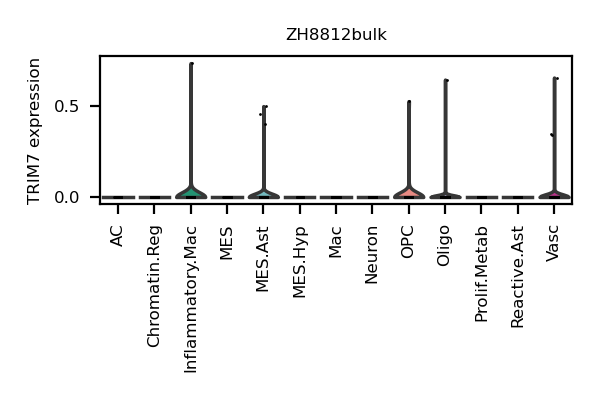 ZH8812bulk
TRIM7 expression
0.5
0.0
AC
Chromatin.Reg
Inflammatory.Mac
MES
MES.Ast
MES.Hyp
Mac
Neuron
OPC
Oligo
Prolif.Metab
Reactive.Ast
Vasc